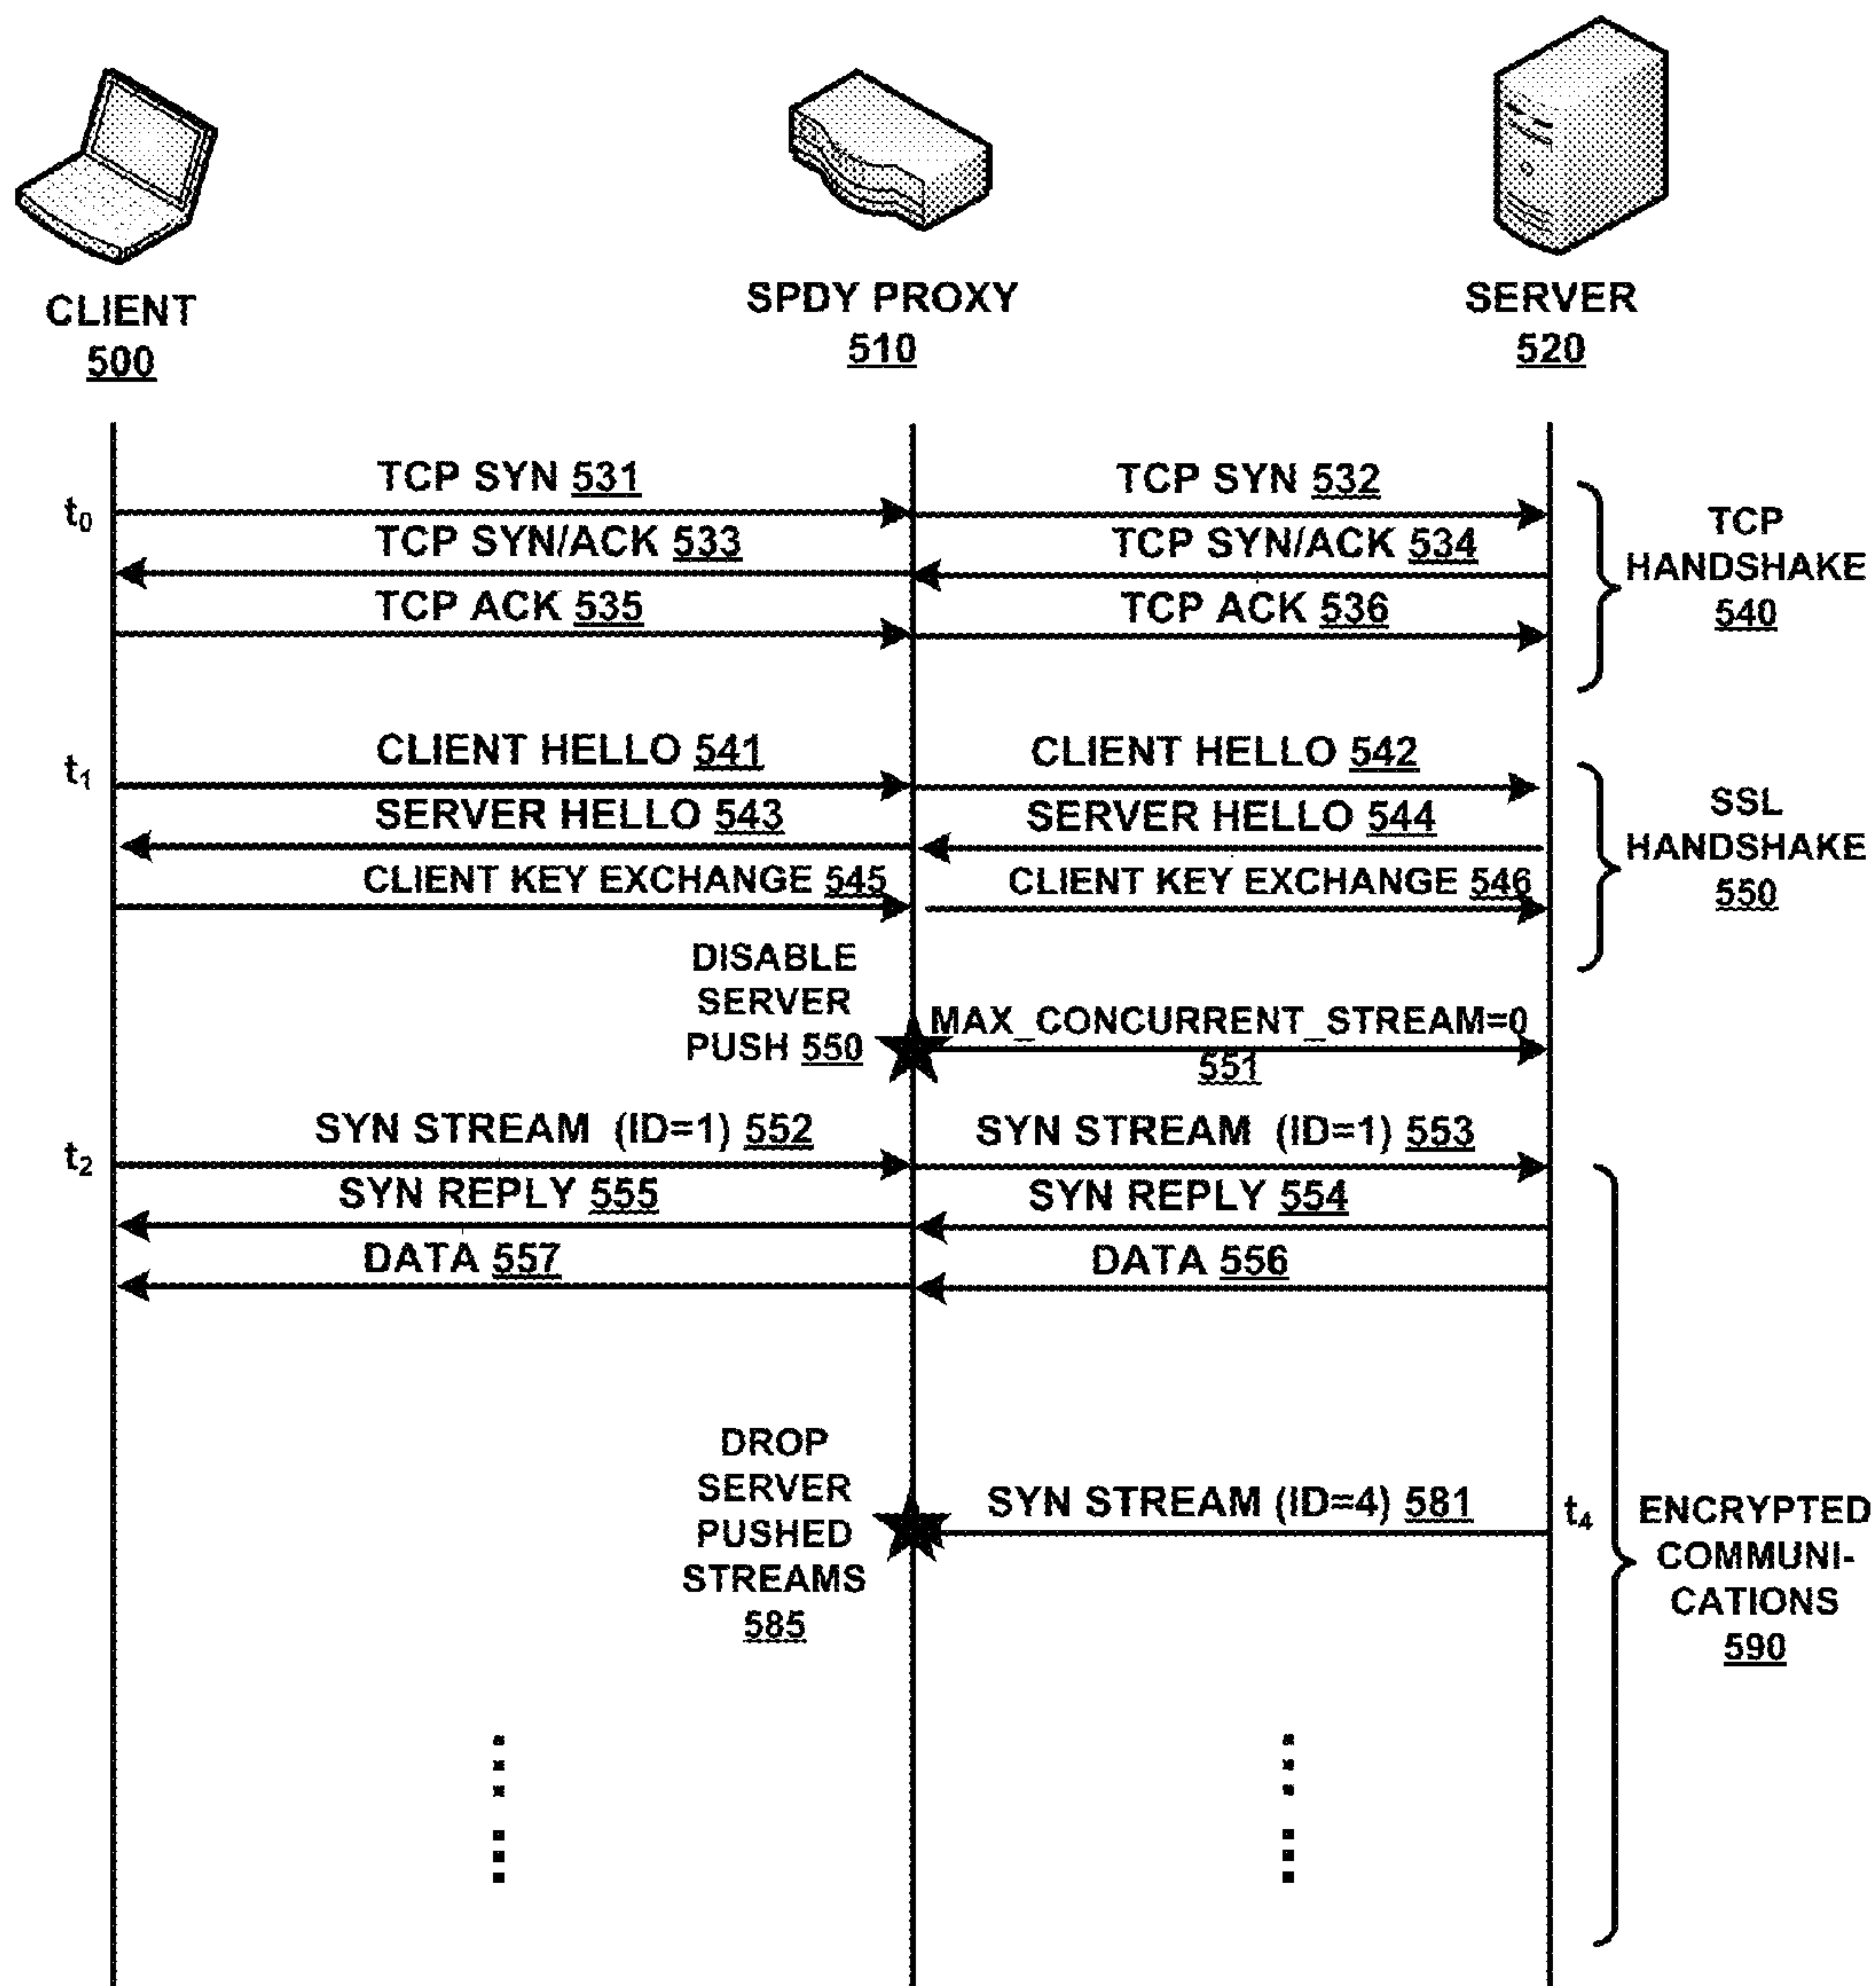 CLIENT
500
SPDY PROXY
510
SERVER
520
t0
TCP SYN 531
TCP SYN 532
TCP SYN/ACK 533
TCP SYN/ACK 534
TCP ACK 535
TCP ACK 536
TCP
HANDSHAKE
540
t1
CLIENT HELLO 541
CLIENT HELLO 542
SERVER HELLO 543
SERVER HELLO 544
CLIENT KEY EXCHANGE 545
CLIENT KEY EXCHANGE 546
SSL
HANDSHAKE
550
DISABLE
SERVER
PUSH 550
MAX_CONCURRENT_STREAM=0
551
t2
SYN STREAM (ID=1) 552
SYN STREAM (ID=1) 553
SYN REPLY 555
SYN REPLY 554
DATA 557
DATA 556
DROP
SERVER
PUSHED
STREAMS
585
SYN STREAM (ID=4) 581
t4
ENCRYPTED
COMMUNI-
CATIONS
590